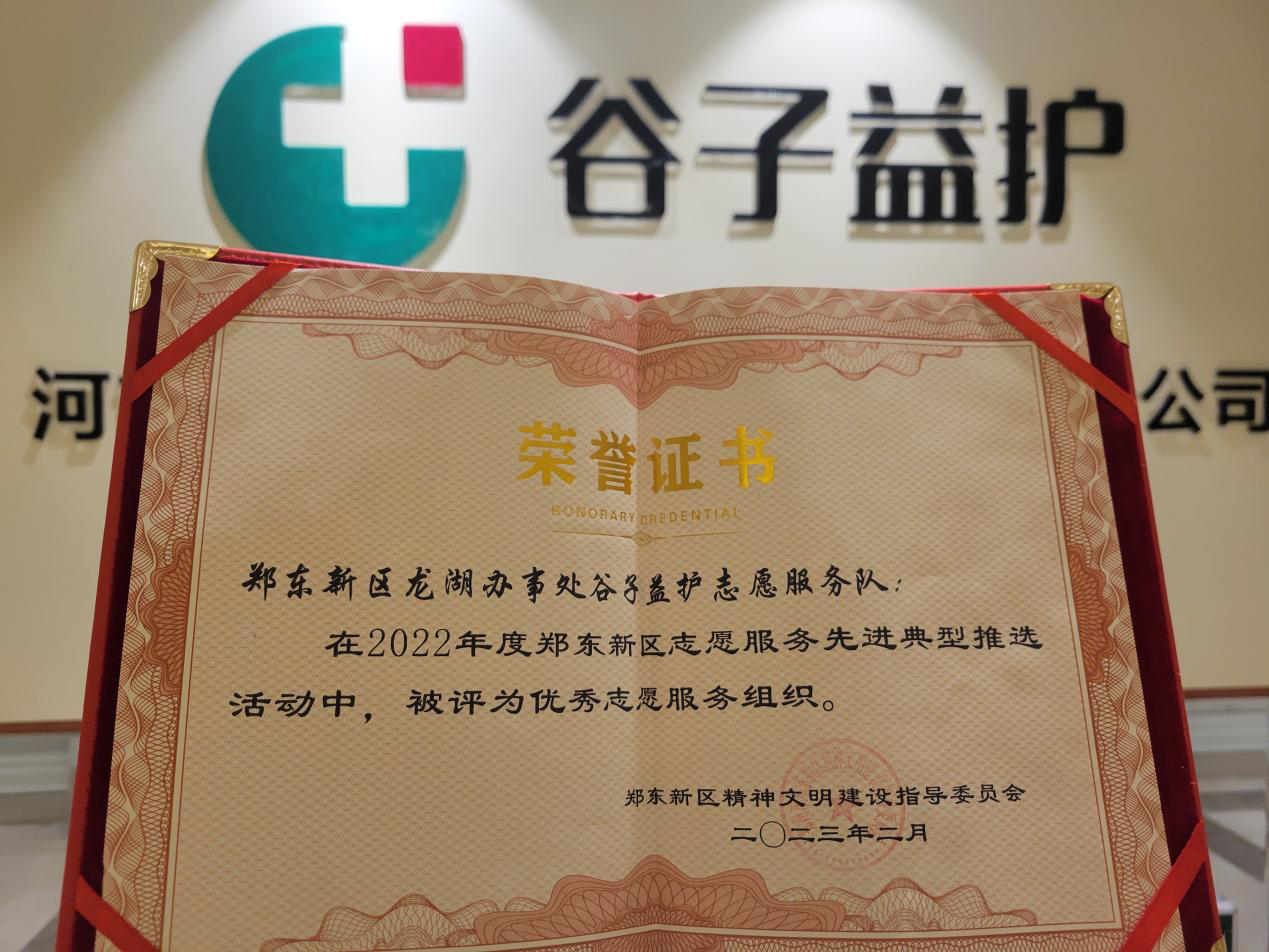 谷子益护
河
公司
荣誉证书
HONORARY CREDENTIAL
郑东新区龙湖办事处谷子益护志愿服务队：
在2022年度郑东新区志愿服务先进典型推选
活动中，被评为优秀志愿服务组织。
郑东新区精神文明建设指导委员会
二〇二三年二月